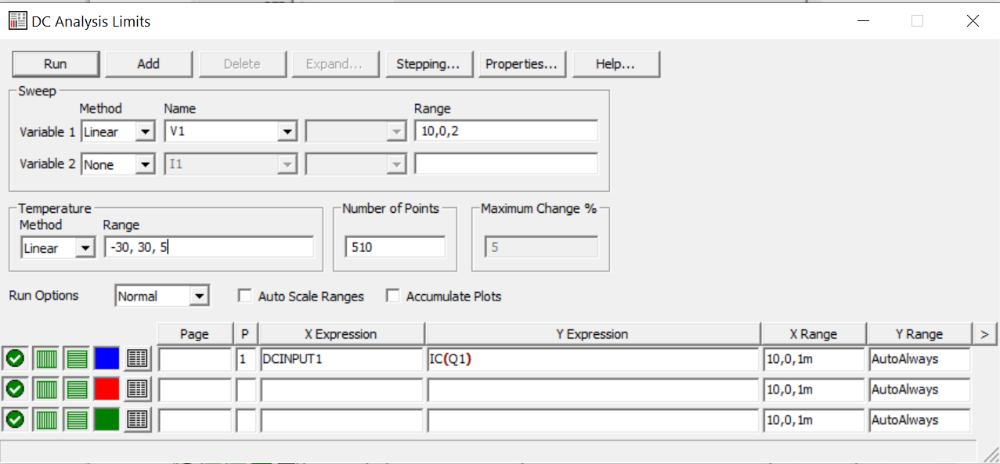 DC Analysis Limits
Run Add Delete Expand... Stepping... Properties... Help...
Sweep
Method Name Range
Variable 1 Linear V1 10,0,2
Variable 2 None I1
Temperature Number of Points Maximum Change %
Method Range
Linear -30, 30, 5 510 5
Run Options Normal Auto Scale Ranges Accumulate Plots
Page P X Expression Y Expression X Range Y Range >
1 DCINPUT1 IC(Q1) 10,0,1m AutoAlways
10,0,1m AutoAlways
10,0,1m AutoAlways